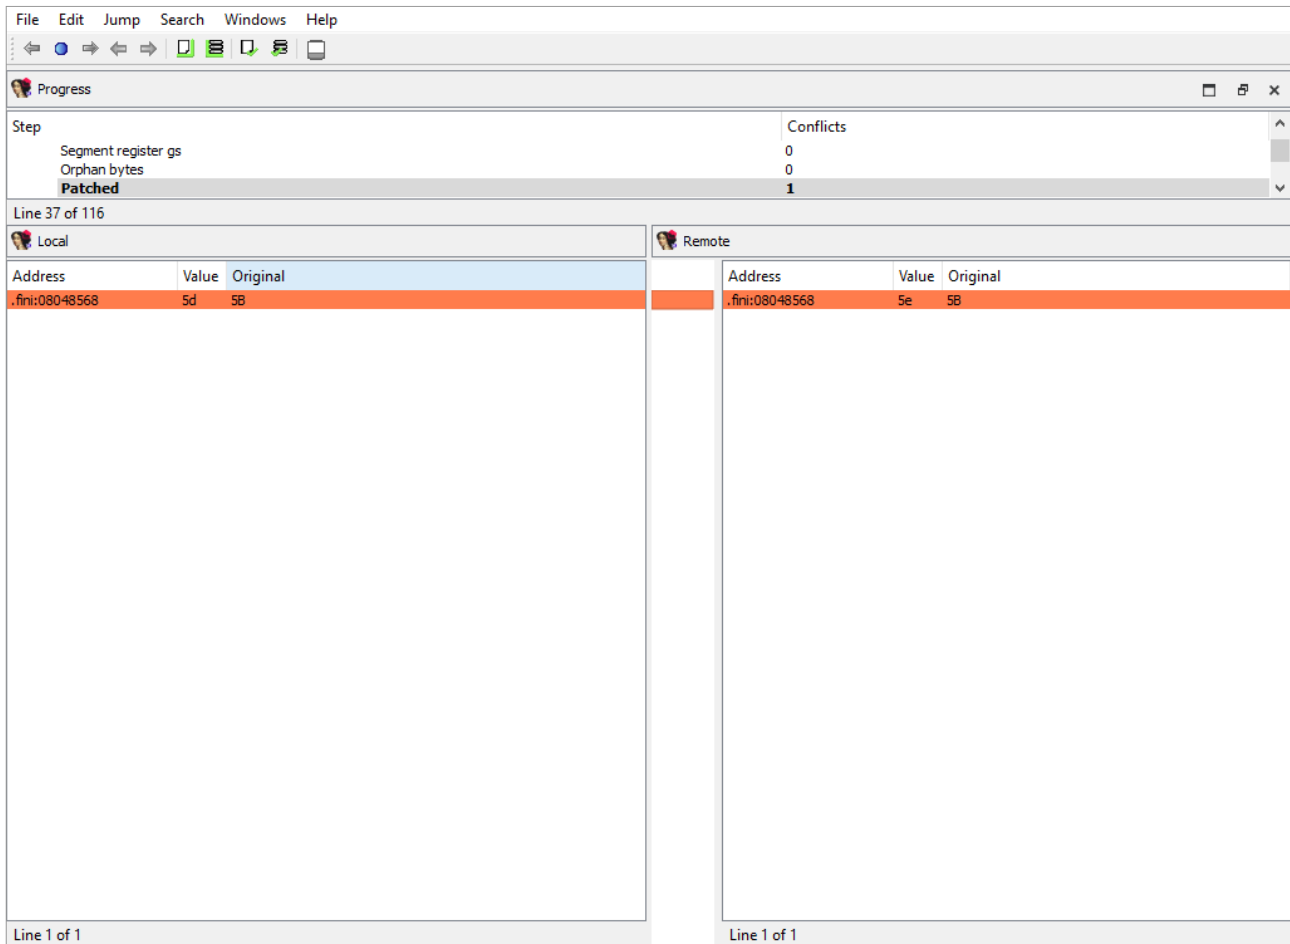 File Edit Jump Search Windows Help
Progress
Step Conflicts
Segment register gs 0
Orphan bytes 0
Patched 1
Line 37 of 116
Local
Address Value Original
.fini:08048568 5d 5B
Line 1 of 1
Remote
Address Value Original
.fini:08048568 5e 5B
Line 1 of 1